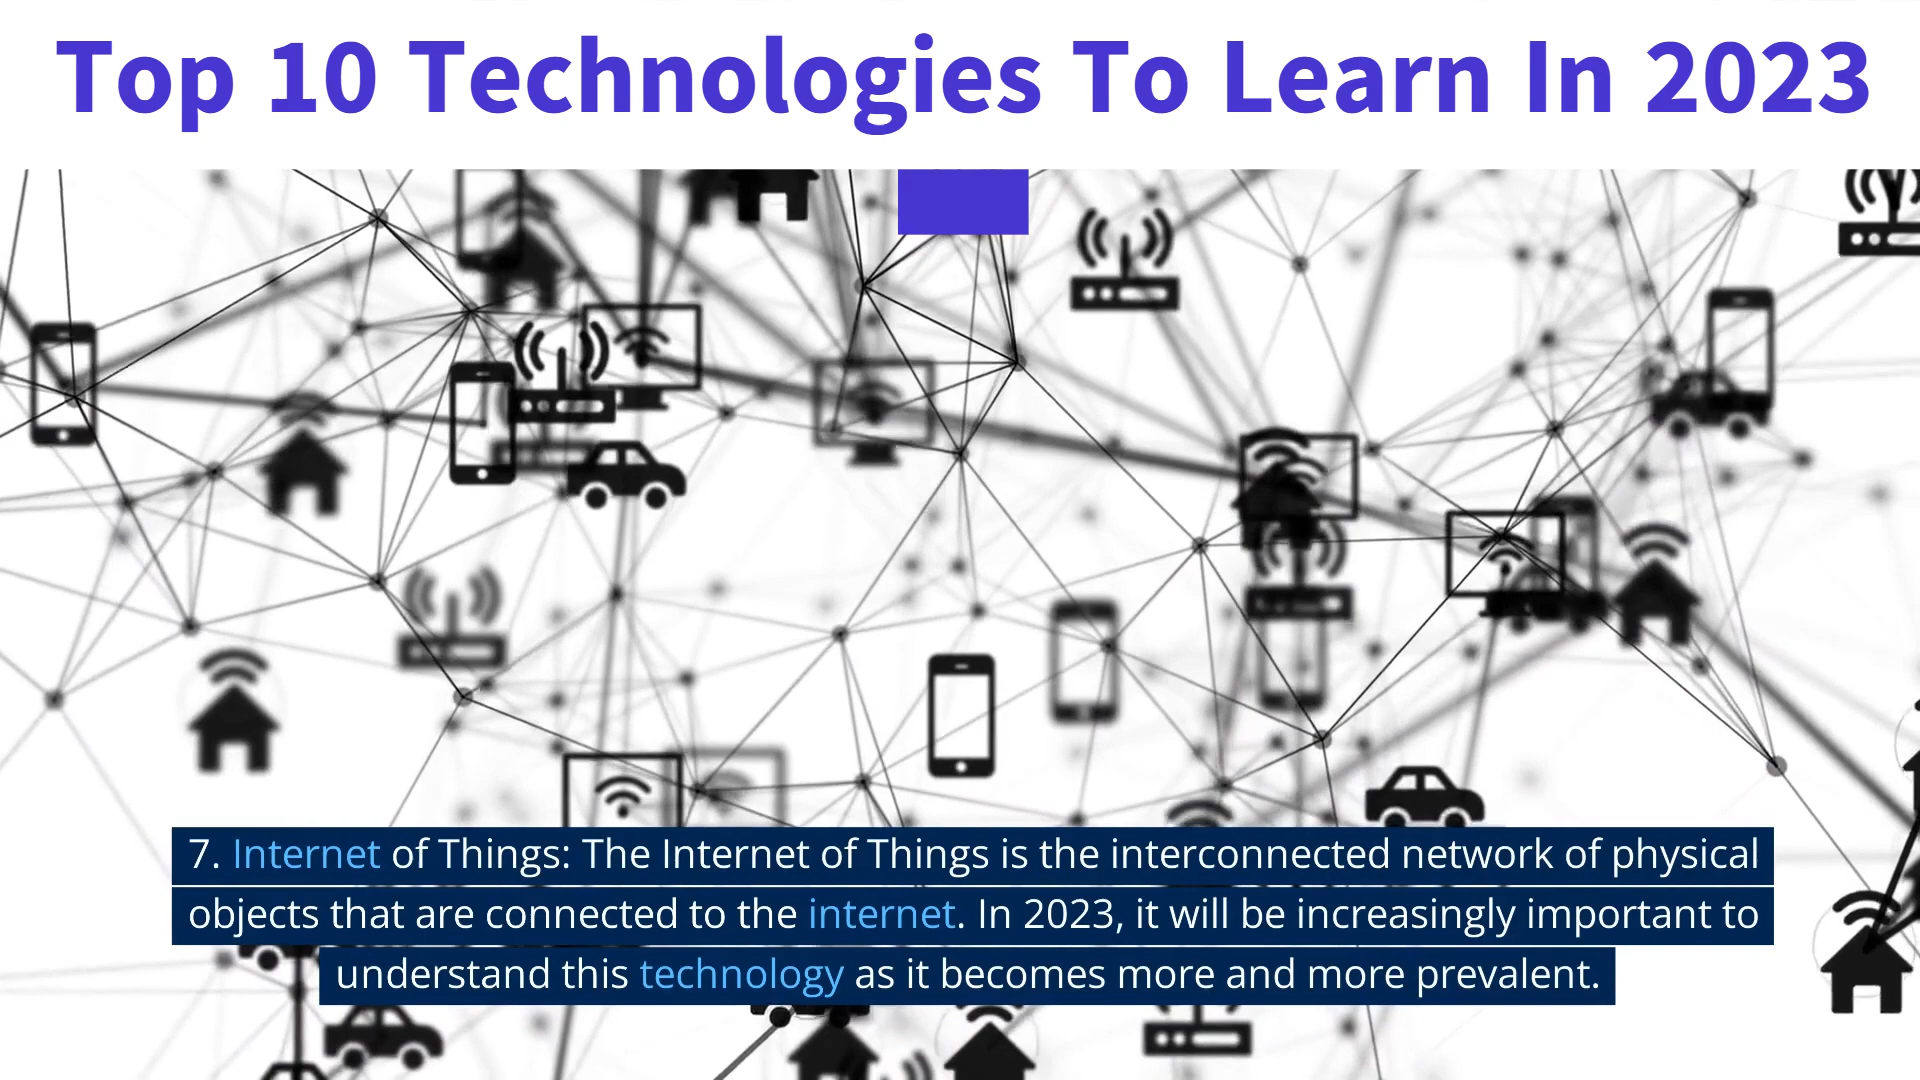 Top 10 Technologies To Learn In 2023
7. Internet of Things: The Internet of Things is the interconnected network of physical
objects that are connected to the internet. In 2023, it will be increasingly important to
understand this technology as it becomes more and more prevalent.